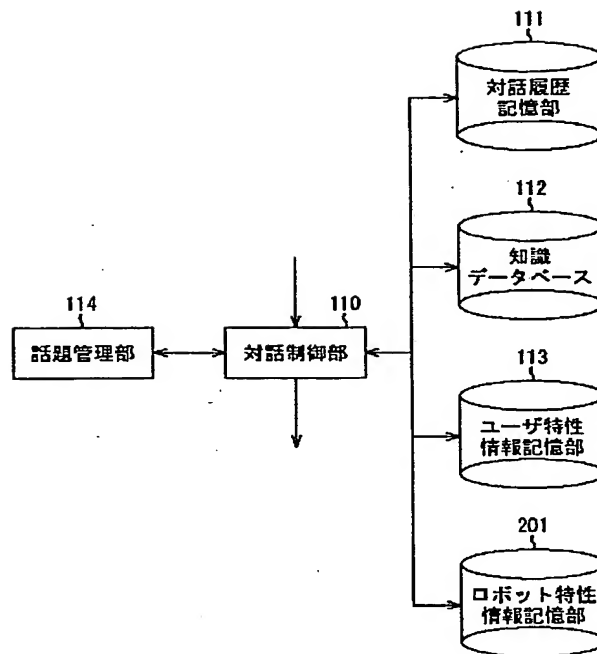 111
対話履歴
記憶部
112
知識
データベース
114
話題管理部
110
対話制御部
113
ユーザ特性
情報記憶部
201
ロボット特性
情報記憶部